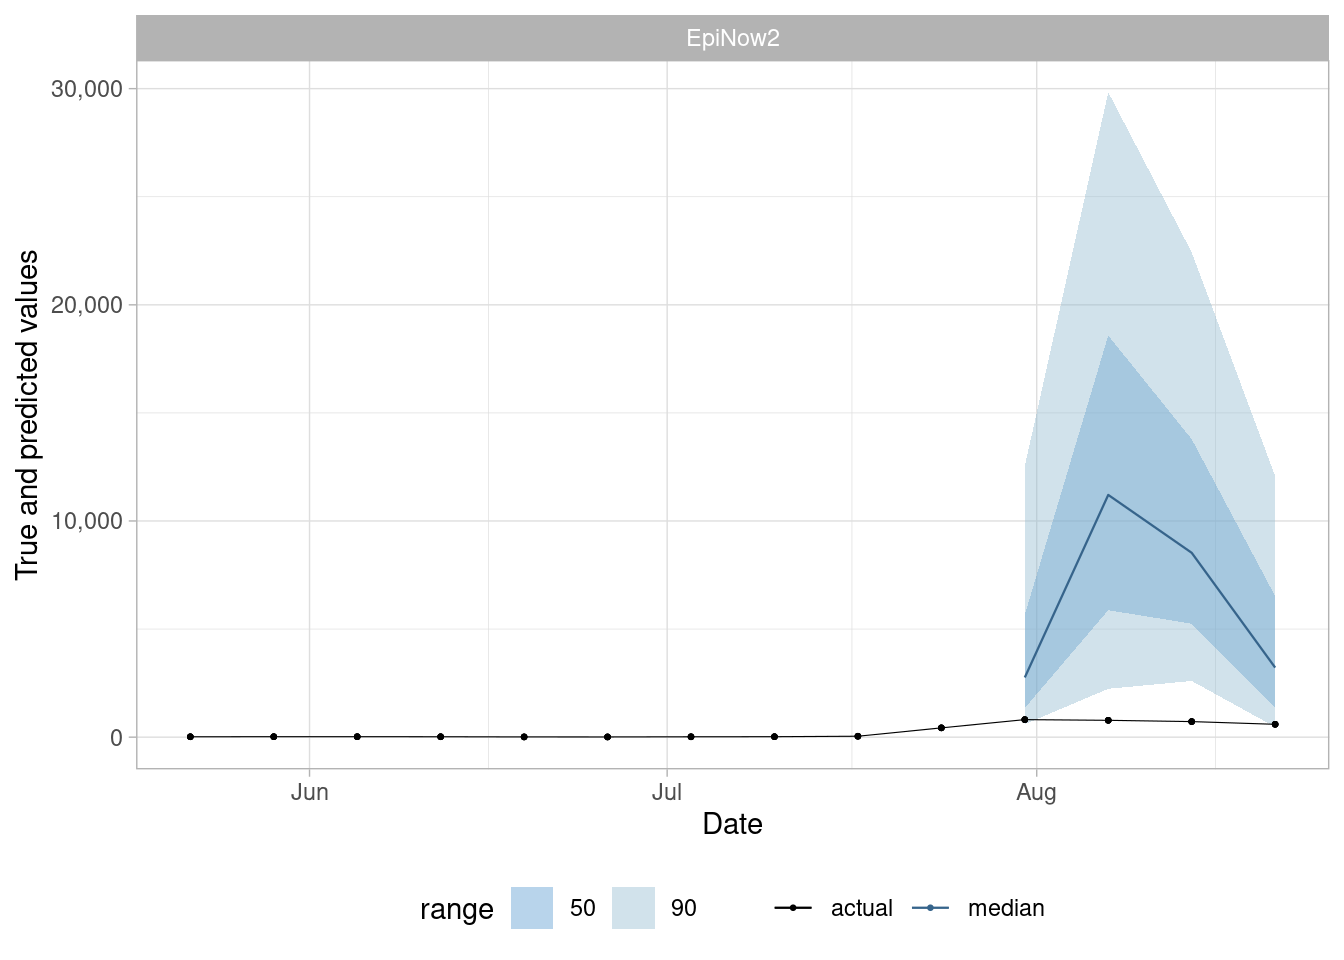 EpiNow2
30,000
20,000
10,000
0
True and predicted values
Jun Jul Aug
Date
range 50 90 actual median